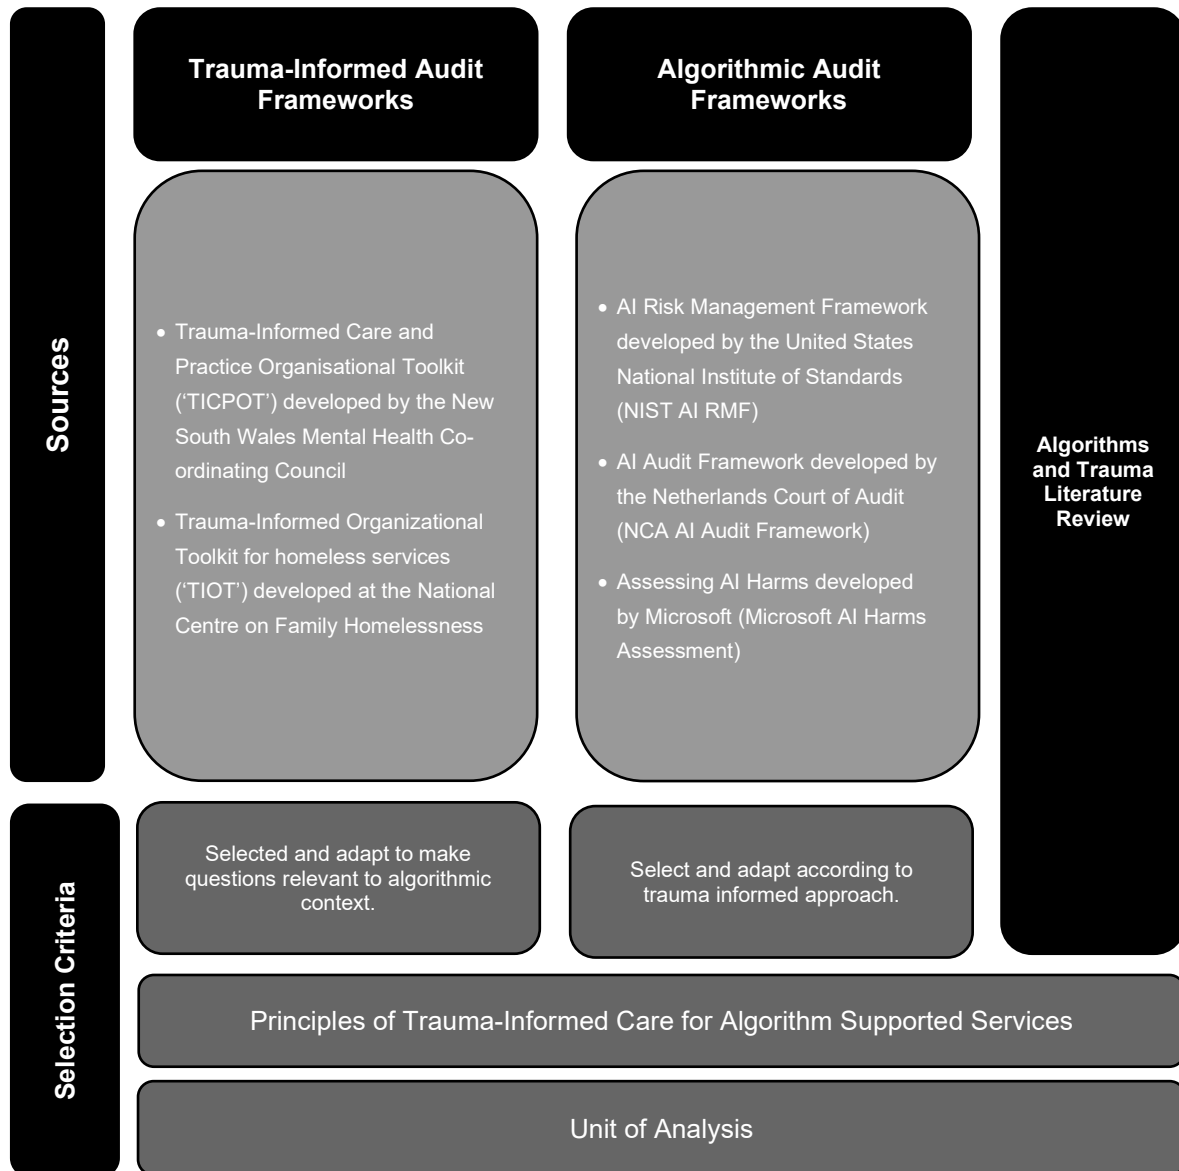 Sources
Trauma-Informed Audit
Frameworks
Algorithmic Audit
Frameworks
• Trauma-Informed Care and
Practice Organisational Toolkit
(‘TICPOT’) developed by the New
South Wales Mental Health Co-
ordinating Council
• Trauma-Informed Organizational
Toolkit for homeless services
(‘TIOT’) developed at the National
Centre on Family Homelessness
• AI Risk Management Framework
developed by the United States
National Institute of Standards
(NIST AI RMF)
• AI Audit Framework developed by
the Netherlands Court of Audit
(NCA AI Audit Framework)
• Assessing AI Harms developed
by Microsoft (Microsoft AI Harms
Assessment)
Algorithms
and Trauma
Literature
Review
Selection Criteria
Selected and adapt to make
questions relevant to algorithmic
context.
Select and adapt according to
trauma informed approach.
Principles of Trauma-Informed Care for Algorithm Supported Services
Unit of Analysis